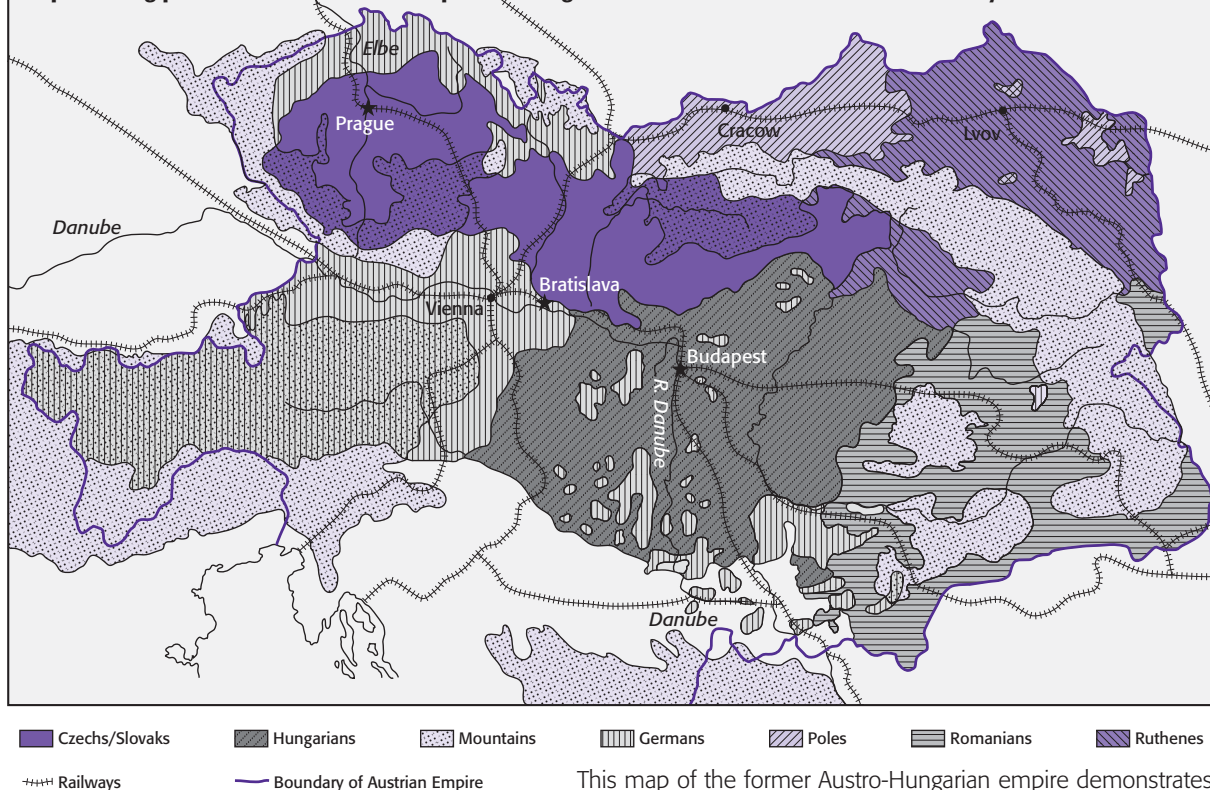 Elbe
Prague
Cracow
Lvov
Danube
Bratislava
Vienna
Budapest
R. Danube
Danube
Czechs/Slovaks
Hungarians
Mountains
Germans
Poles
Romanians
Ruthenes
Railways
Boundary of Austrian Empire
This map of the former Austro-Hungarian empire demonstrates